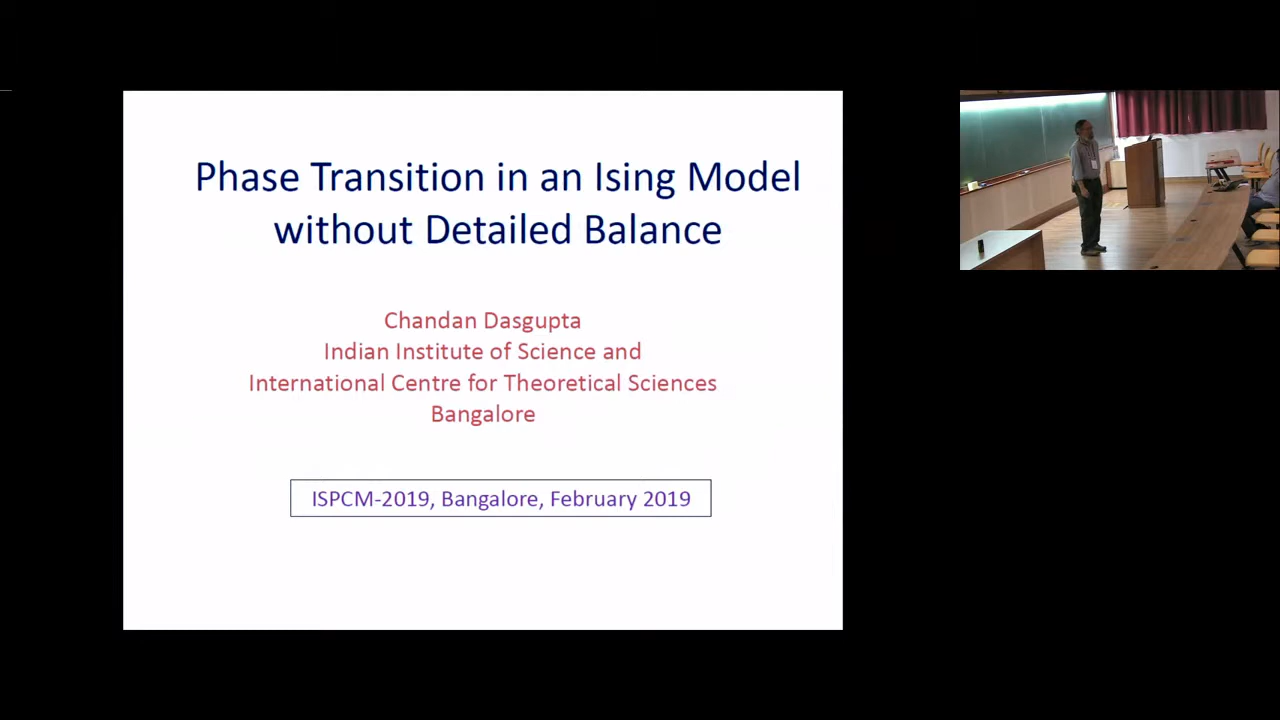 Phase Transition in an Ising Model
without Detailed Balance
Chandan Dasgupta
Indian Institute of Science and
International Centre for Theoretical Sciences
Bangalore
ISPCM-2019, Bangalore, February 2019